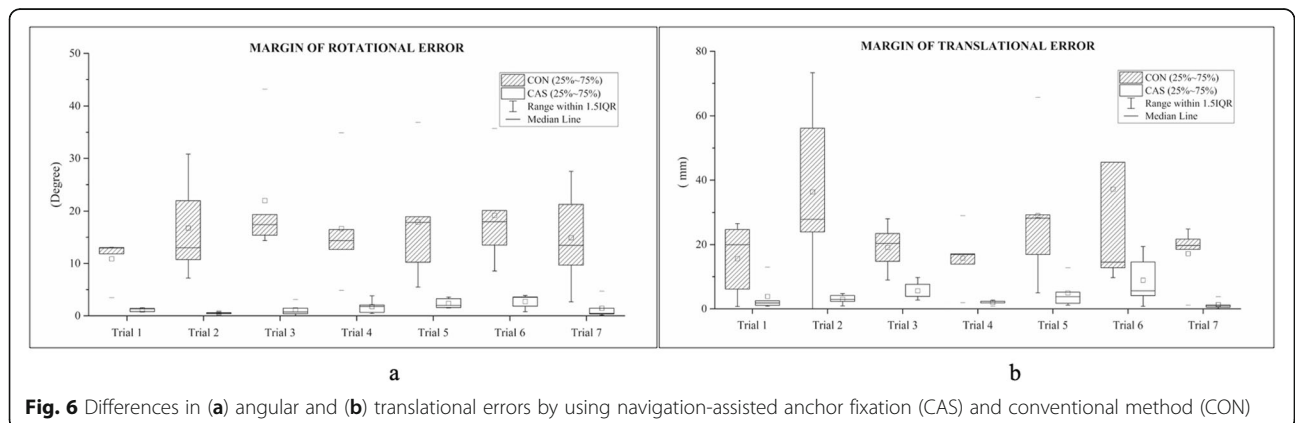 MARGIN OF ROTATIONAL ERROR
50
40
30
20
10
0
(Degree)
CON (25%~75%)
CAS (25%~75%)
Range within 1.5IQR
Median Line
Trial 1 Trial 2 Trial 3 Trial 4 Trial 5 Trial 6 Trial 7
a
MARGIN OF TRANSLATIONAL ERROR
80
60
40
20
0
( mm)
CON (25%~75%)
CAS (25%~75%)
Range within 1.5IQR
Median Line
Trial 1 Trial 2 Trial 3 Trial 4 Trial 5 Trial 6 Trial 7
b
Fig. 6 Differences in (a) angular and (b) translational errors by using navigation-assisted anchor fixation (CAS) and conventional method (CON)